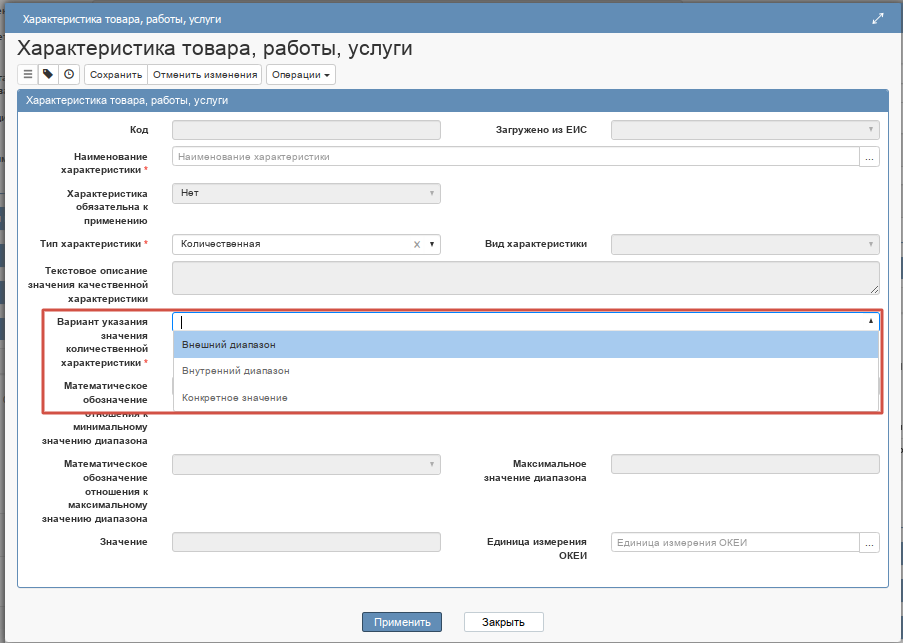 Характеристика товара, работы, услуги
Характеристика товара, работы, услуги
Сохранить Отменить изменения Операции
Характеристика товара, работы, услуги
Код Загружено из ЕИС
Наименование Наименование характеристики ...
характеристики *
Характеристика Нет
обязательна к
применению
Тип характеристики * Количественная x Вид характеристики
Текстовое описание
значения качественной
характеристики
Вариант указания
значения
количественной
характеристики *
Внешний диапазон
Внутренний диапазон
Конкретное значение
Математическое
обозначение
отношения к
минимальному
значению диапазона
Математическое Максимальное
обозначение значение диапазона
отношения к
максимальному
значению диапазона
Значение Единица измерения Единица измерения ОКЕИ ...
ОКЕИ
Применить Закрыть